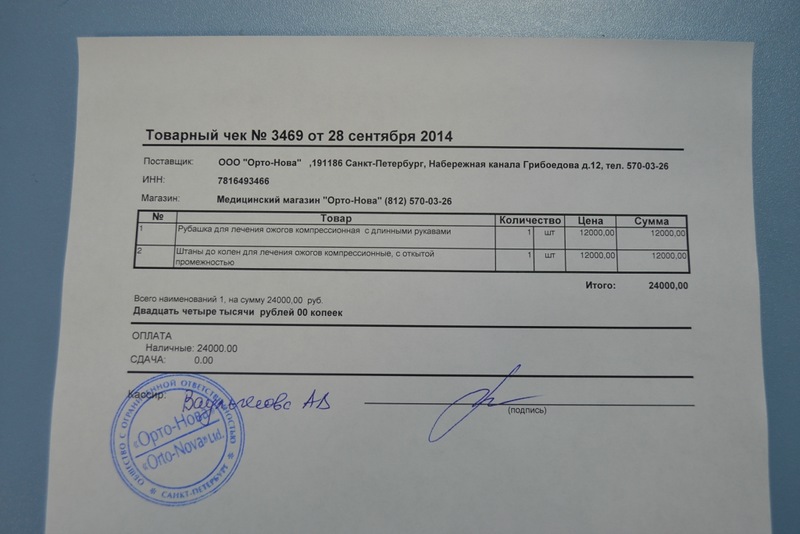 Товарный чек № 3469 от 28 сентября 2014
Поставщик: ООО "Орто-Нова" ,191186 Санкт-Петербург, Набережная канала Грибоедова д.12, тел. 570-03-26
ИНН: 7816493466
Магазин: Медицинский магазин "Орто-Нова" (812) 570-03-26
№ Товар Количество Цена Сумма
1 Рубашка для лечения ожогов компрессионная с длинными рукавами 1 шт 12000,00 12000,00
2 Штаны до колен для лечения ожогов компрессионные, с откытой 1 шт 12000,00 12000,00
промежностью
Итого: 24000,00
Всего наименований 1, на сумму 24000,00 руб.
Двадцать четыре тысячи рублей 00 копеек
ОПЛАТА
Наличные: 24000.00
СДАЧА: 0.00
Кассир: АВ
(подпись)
ОБЩЕСТВО С ОГРАНИЧЕННОЙ ОТВЕТСТВЕННОСТЬЮ
«Орто-Нова»
«Orto-Nova» Ltd.
САНКТ-ПЕТЕРБУРГ